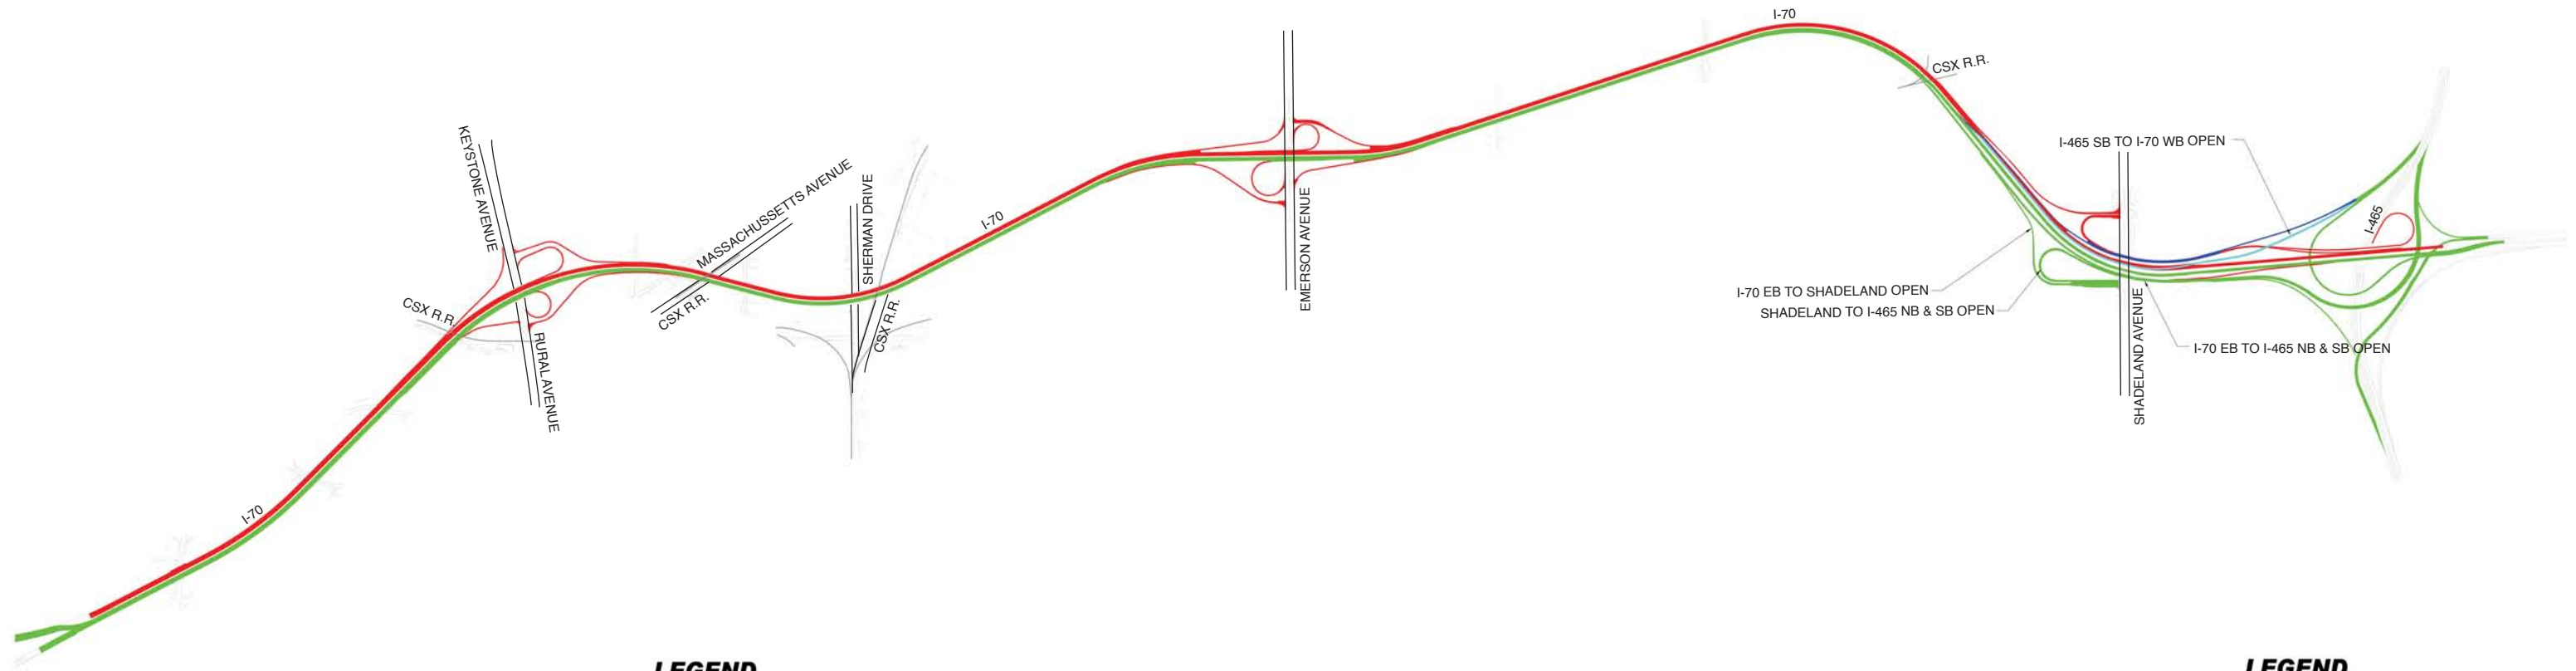 I-70
CSX R.R.
KEYSTONE AVENUE
I-465 SB TO I-70 WB OPEN
MASSACHUSSETTS AVENUE
SHERMAN DRIVE
EMERSON AVENUE
I-70
I-465
CSX R.R.
CSX R.R.
CSX R.R.
RURAL AVENUE
I-70 EB TO SHADELAND OPEN
SHADELAND TO I-465 NB & SB OPEN
SHADELAND AVENUE
I-70 EB TO I-465 NB & SB OPEN
I-70
LEGEND
LEGEND